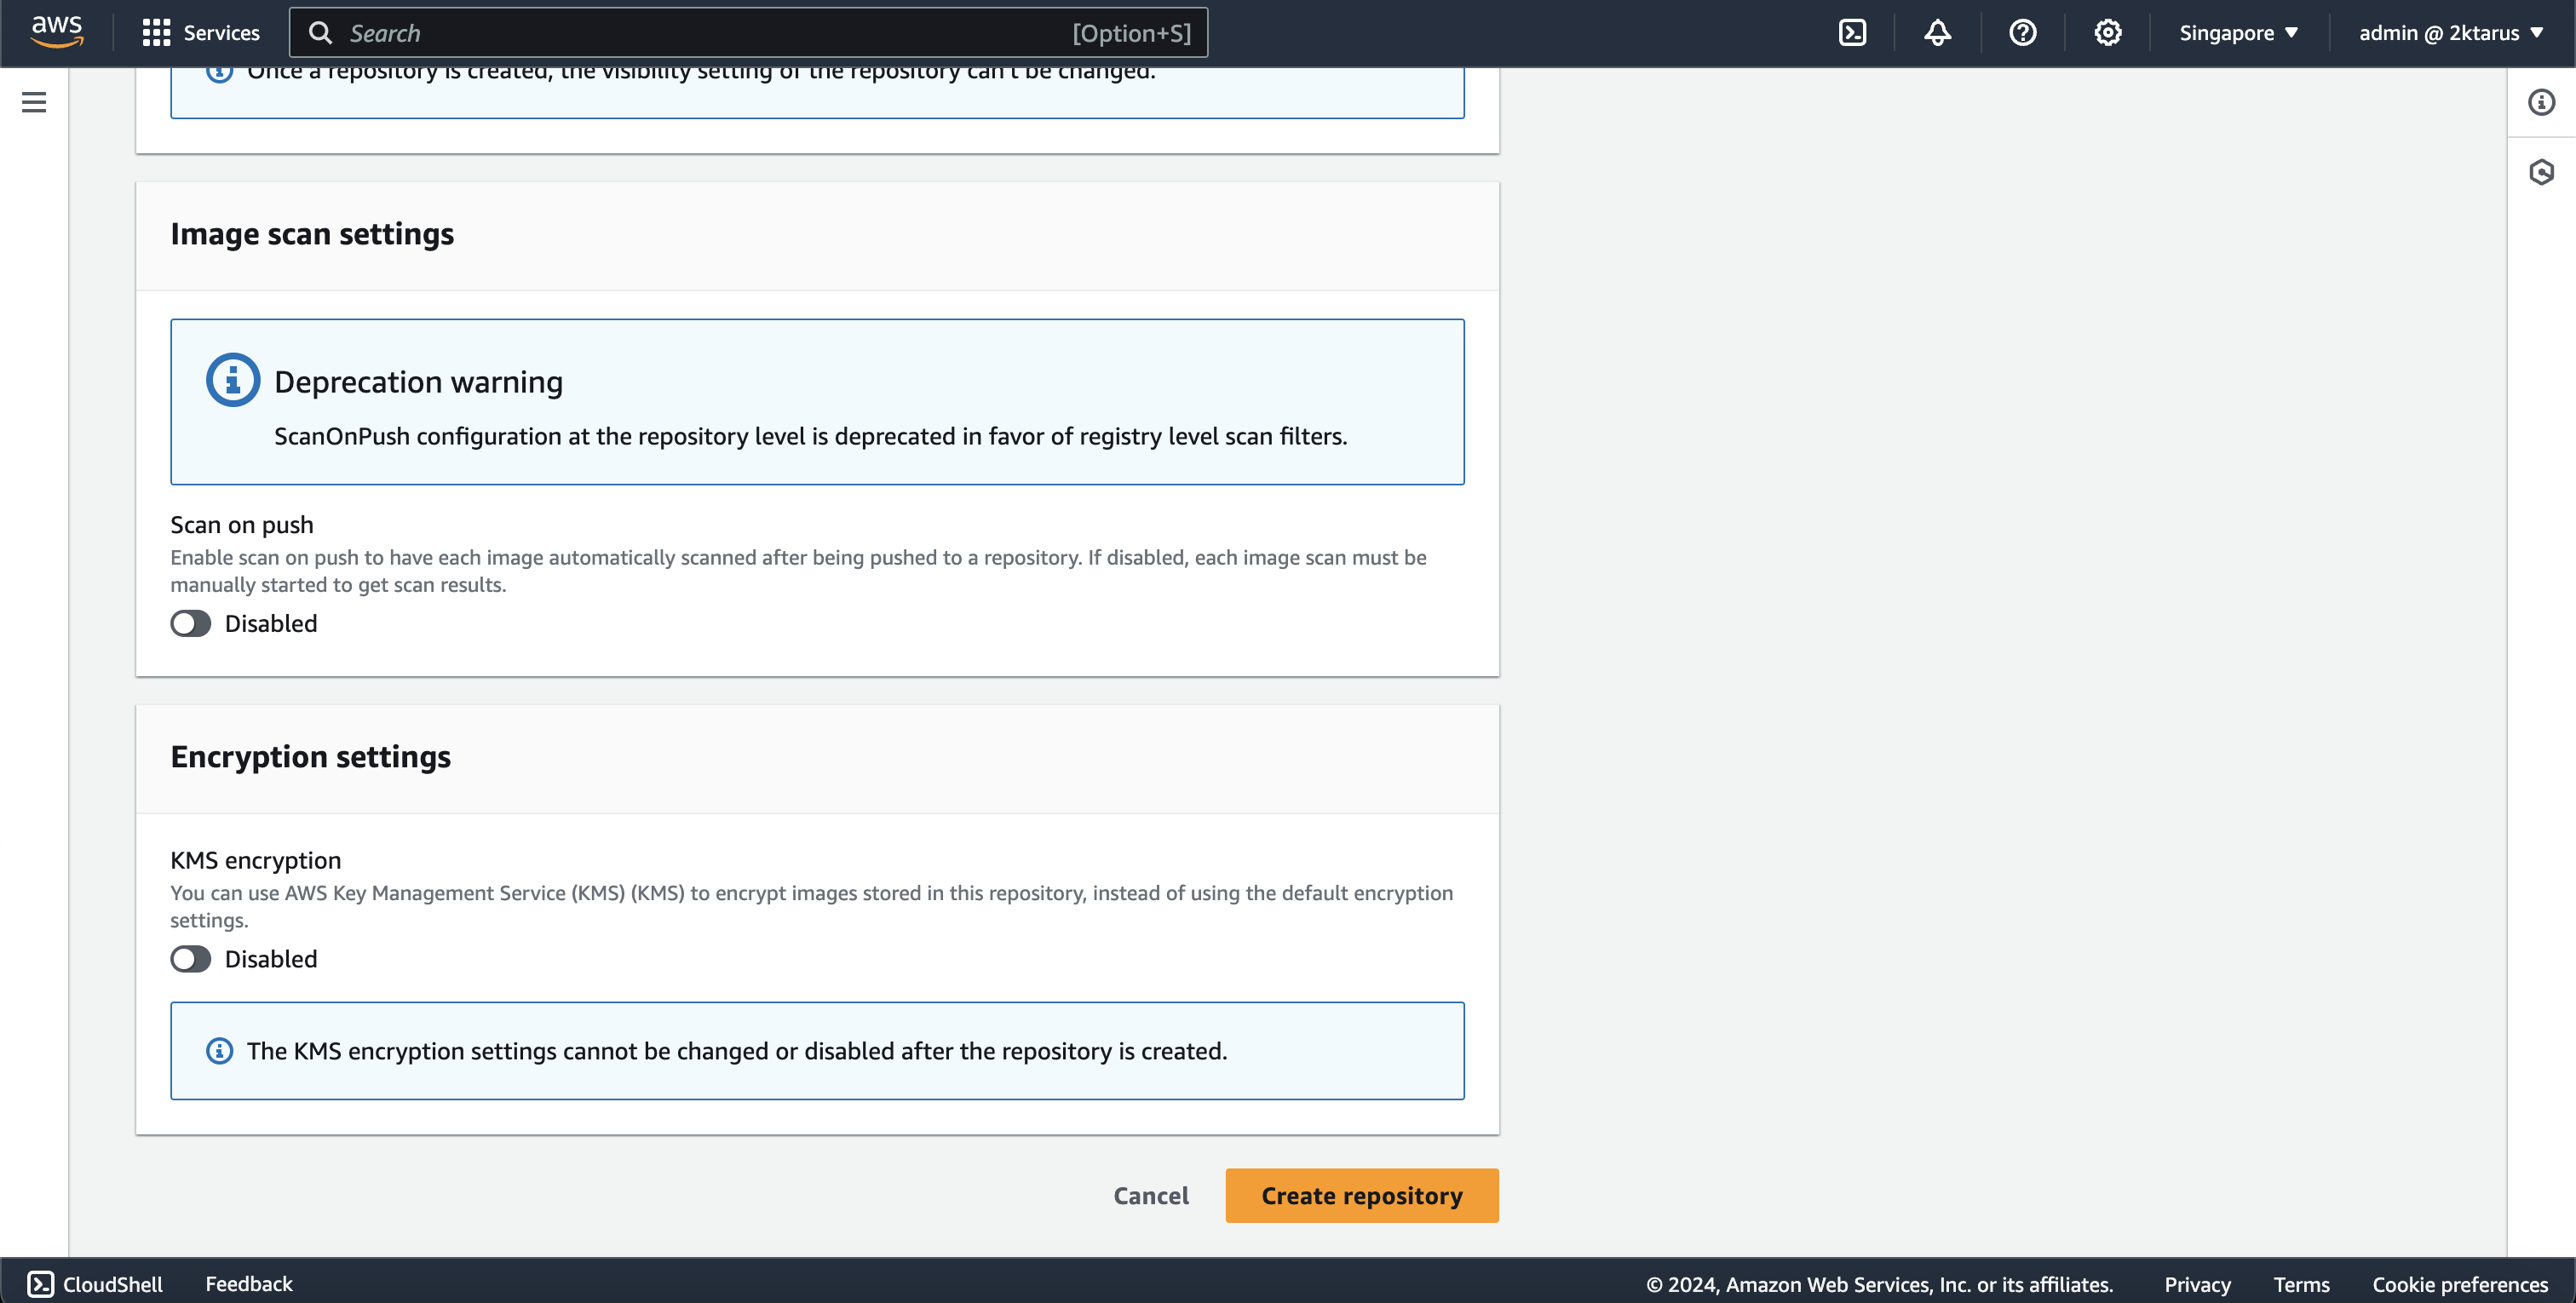 aws
Services
Search
[Option+S]
Singapore
admin @ 2ktarus
Once a repository is created, the visibility setting of the repository can't be changed.
Image scan settings
Deprecation warning
ScanOnPush configuration at the repository level is deprecated in favor of registry level scan filters.
Scan on push
Enable scan on push to have each image automatically scanned after being pushed to a repository. If disabled, each image scan must be
manually started to get scan results.
Disabled
Encryption settings
KMS encryption
You can use AWS Key Management Service (KMS) (KMS) to encrypt images stored in this repository, instead of using the default encryption
settings.
Disabled
The KMS encryption settings cannot be changed or disabled after the repository is created.
Cancel
Create repository
CloudShell
Feedback
© 2024, Amazon Web Services, Inc. or its affiliates.
Privacy
Terms
Cookie preferences